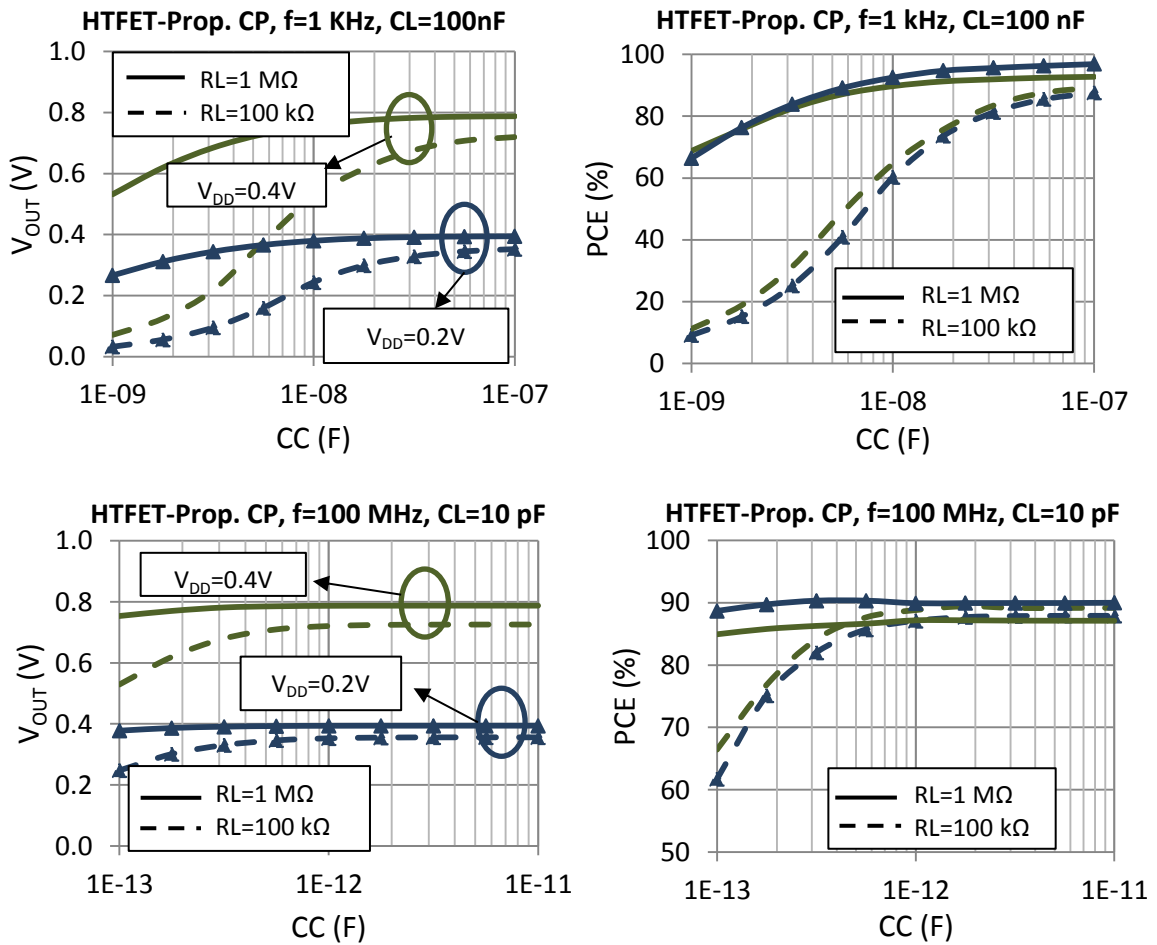 HTFET-Prop. CP, f=1 KHz, CL=100nF
1.0
0.8
0.6
0.4
0.2
0.0
V_OUT (V)
RL=1 MΩ
RL=100 kΩ
V_DD=0.4V
V_DD=0.2V
1E-09
1E-08
1E-07
CC (F)
HTFET-Prop. CP, f=1 kHz, CL=100 nF
100
80
60
40
20
0
PCE (%)
RL=1 MΩ
RL=100 kΩ
1E-09
1E-08
1E-07
CC (F)
HTFET-Prop. CP, f=100 MHz, CL=10 pF
1.0
0.8
0.6
0.4
0.2
0.0
V_OUT (V)
V_DD=0.4V
V_DD=0.2V
RL=1 MΩ
RL=100 kΩ
1E-13
1E-12
1E-11
CC (F)
HTFET-Prop. CP, f=100 MHz, CL=10 pF
100
90
80
70
60
50
PCE (%)
RL=1 MΩ
RL=100 kΩ
1E-13
1E-12
1E-11
CC (F)